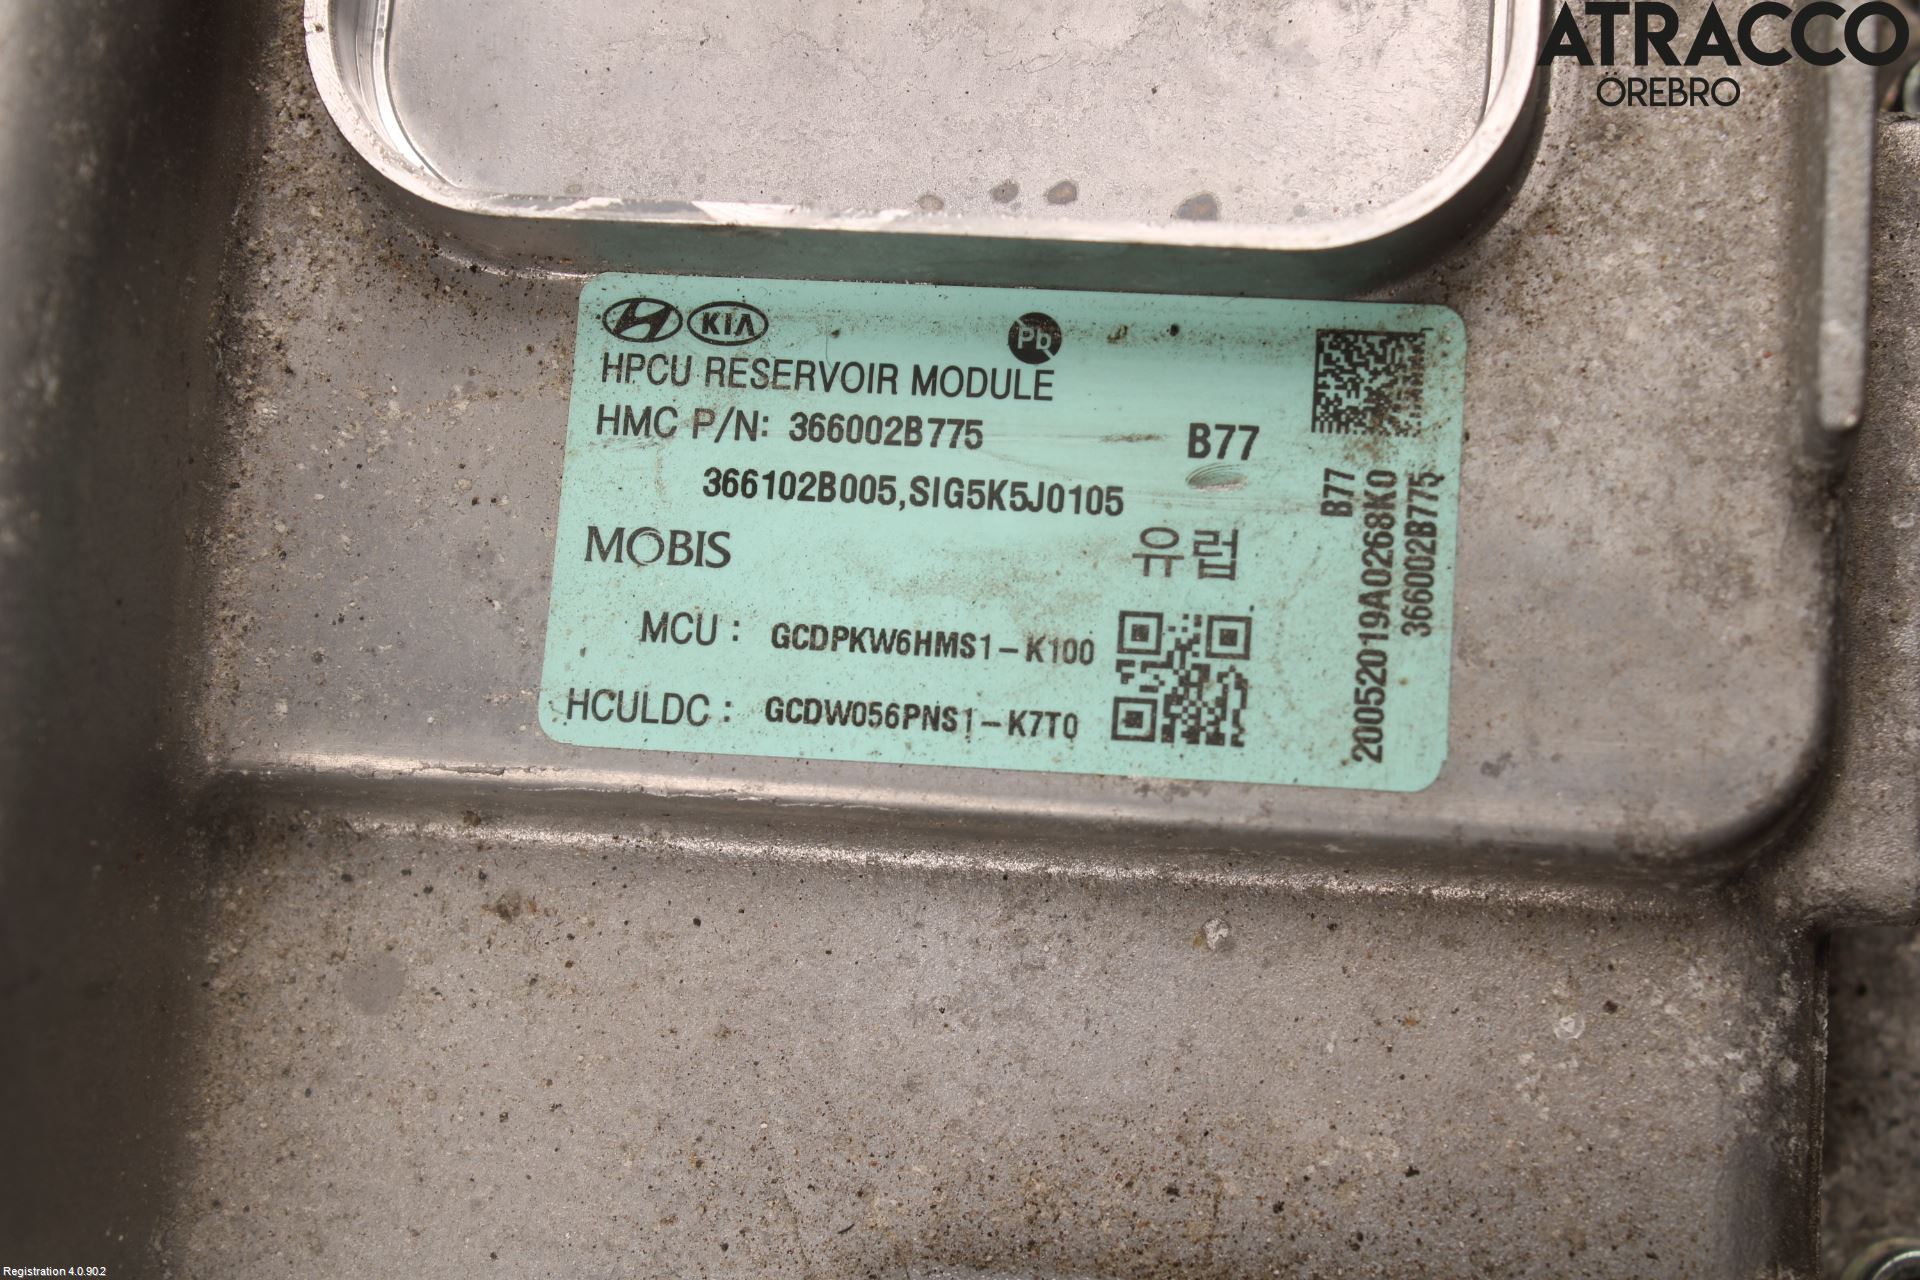 ATRACCO
ÖREBRO
KIA
Pb
HPCU RESERVOIR MODULE
HMC P/N: 366002B775
B77
366102B005,SIG5K5J0105
MOBIS
유럽
MCU : GCDPKW6HMS1-K100
HCULDC : GCDW056PNS1-K7T0
B77
20052019A0268K0
366002B775
Registration 4.0.90.2